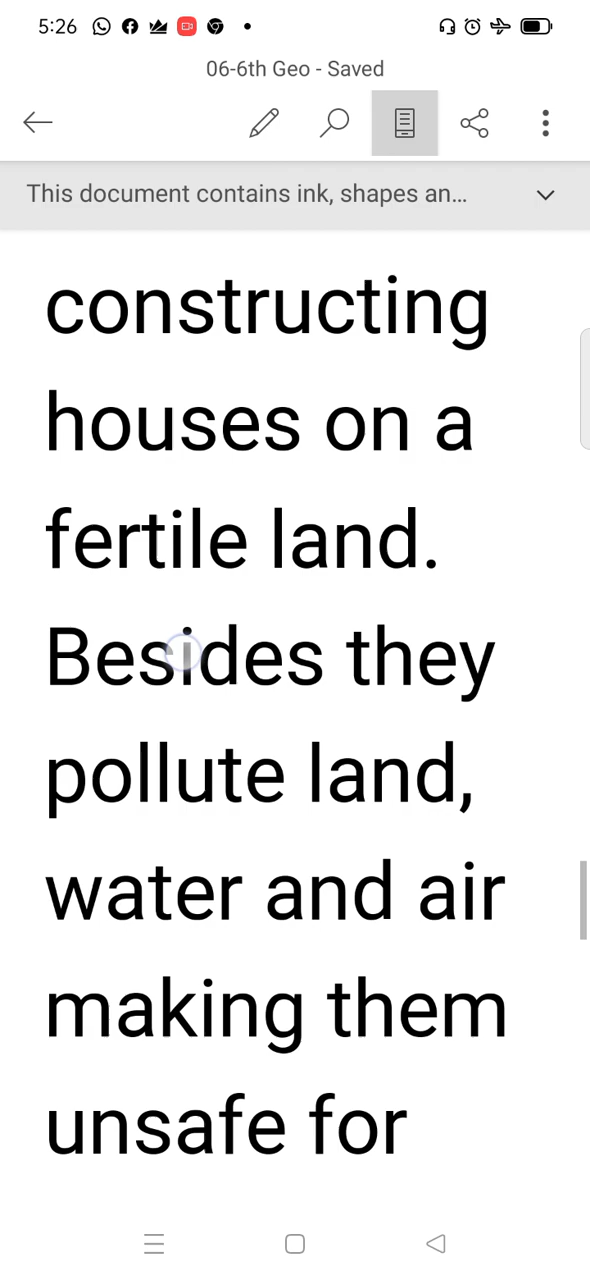 5:26
06-6th Geo - Saved
This document contains ink, shapes an...
constructing
houses on a
fertile land.
Besides they
pollute land,
water and air
making them
unsafe for